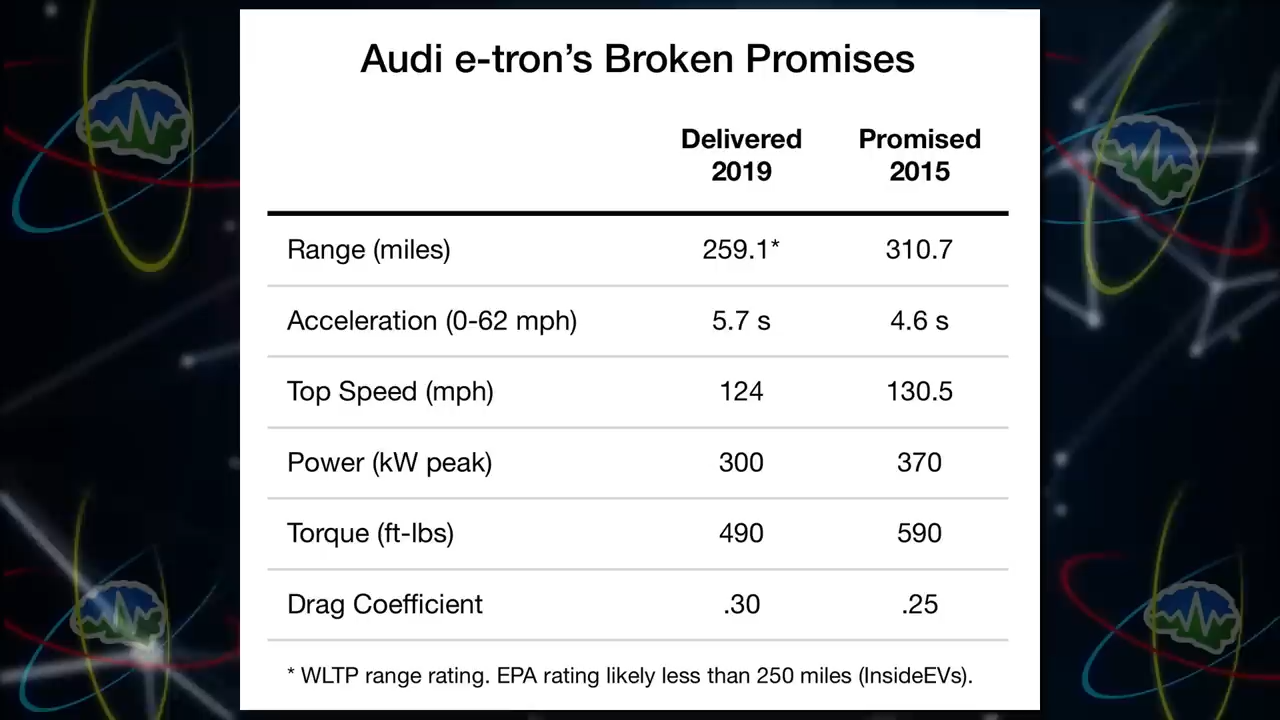 Audi e-tron’s Broken Promises
Delivered Promised
2019 2015
Range (miles) 259.1* 310.7
Acceleration (0-62 mph) 5.7 s 4.6 s
Top Speed (mph) 124 130.5
Power (kW peak) 300 370
Torque (ft-lbs) 490 590
Drag Coefficient .30 .25
* WLTP range rating. EPA rating likely less than 250 miles (InsideEVs).